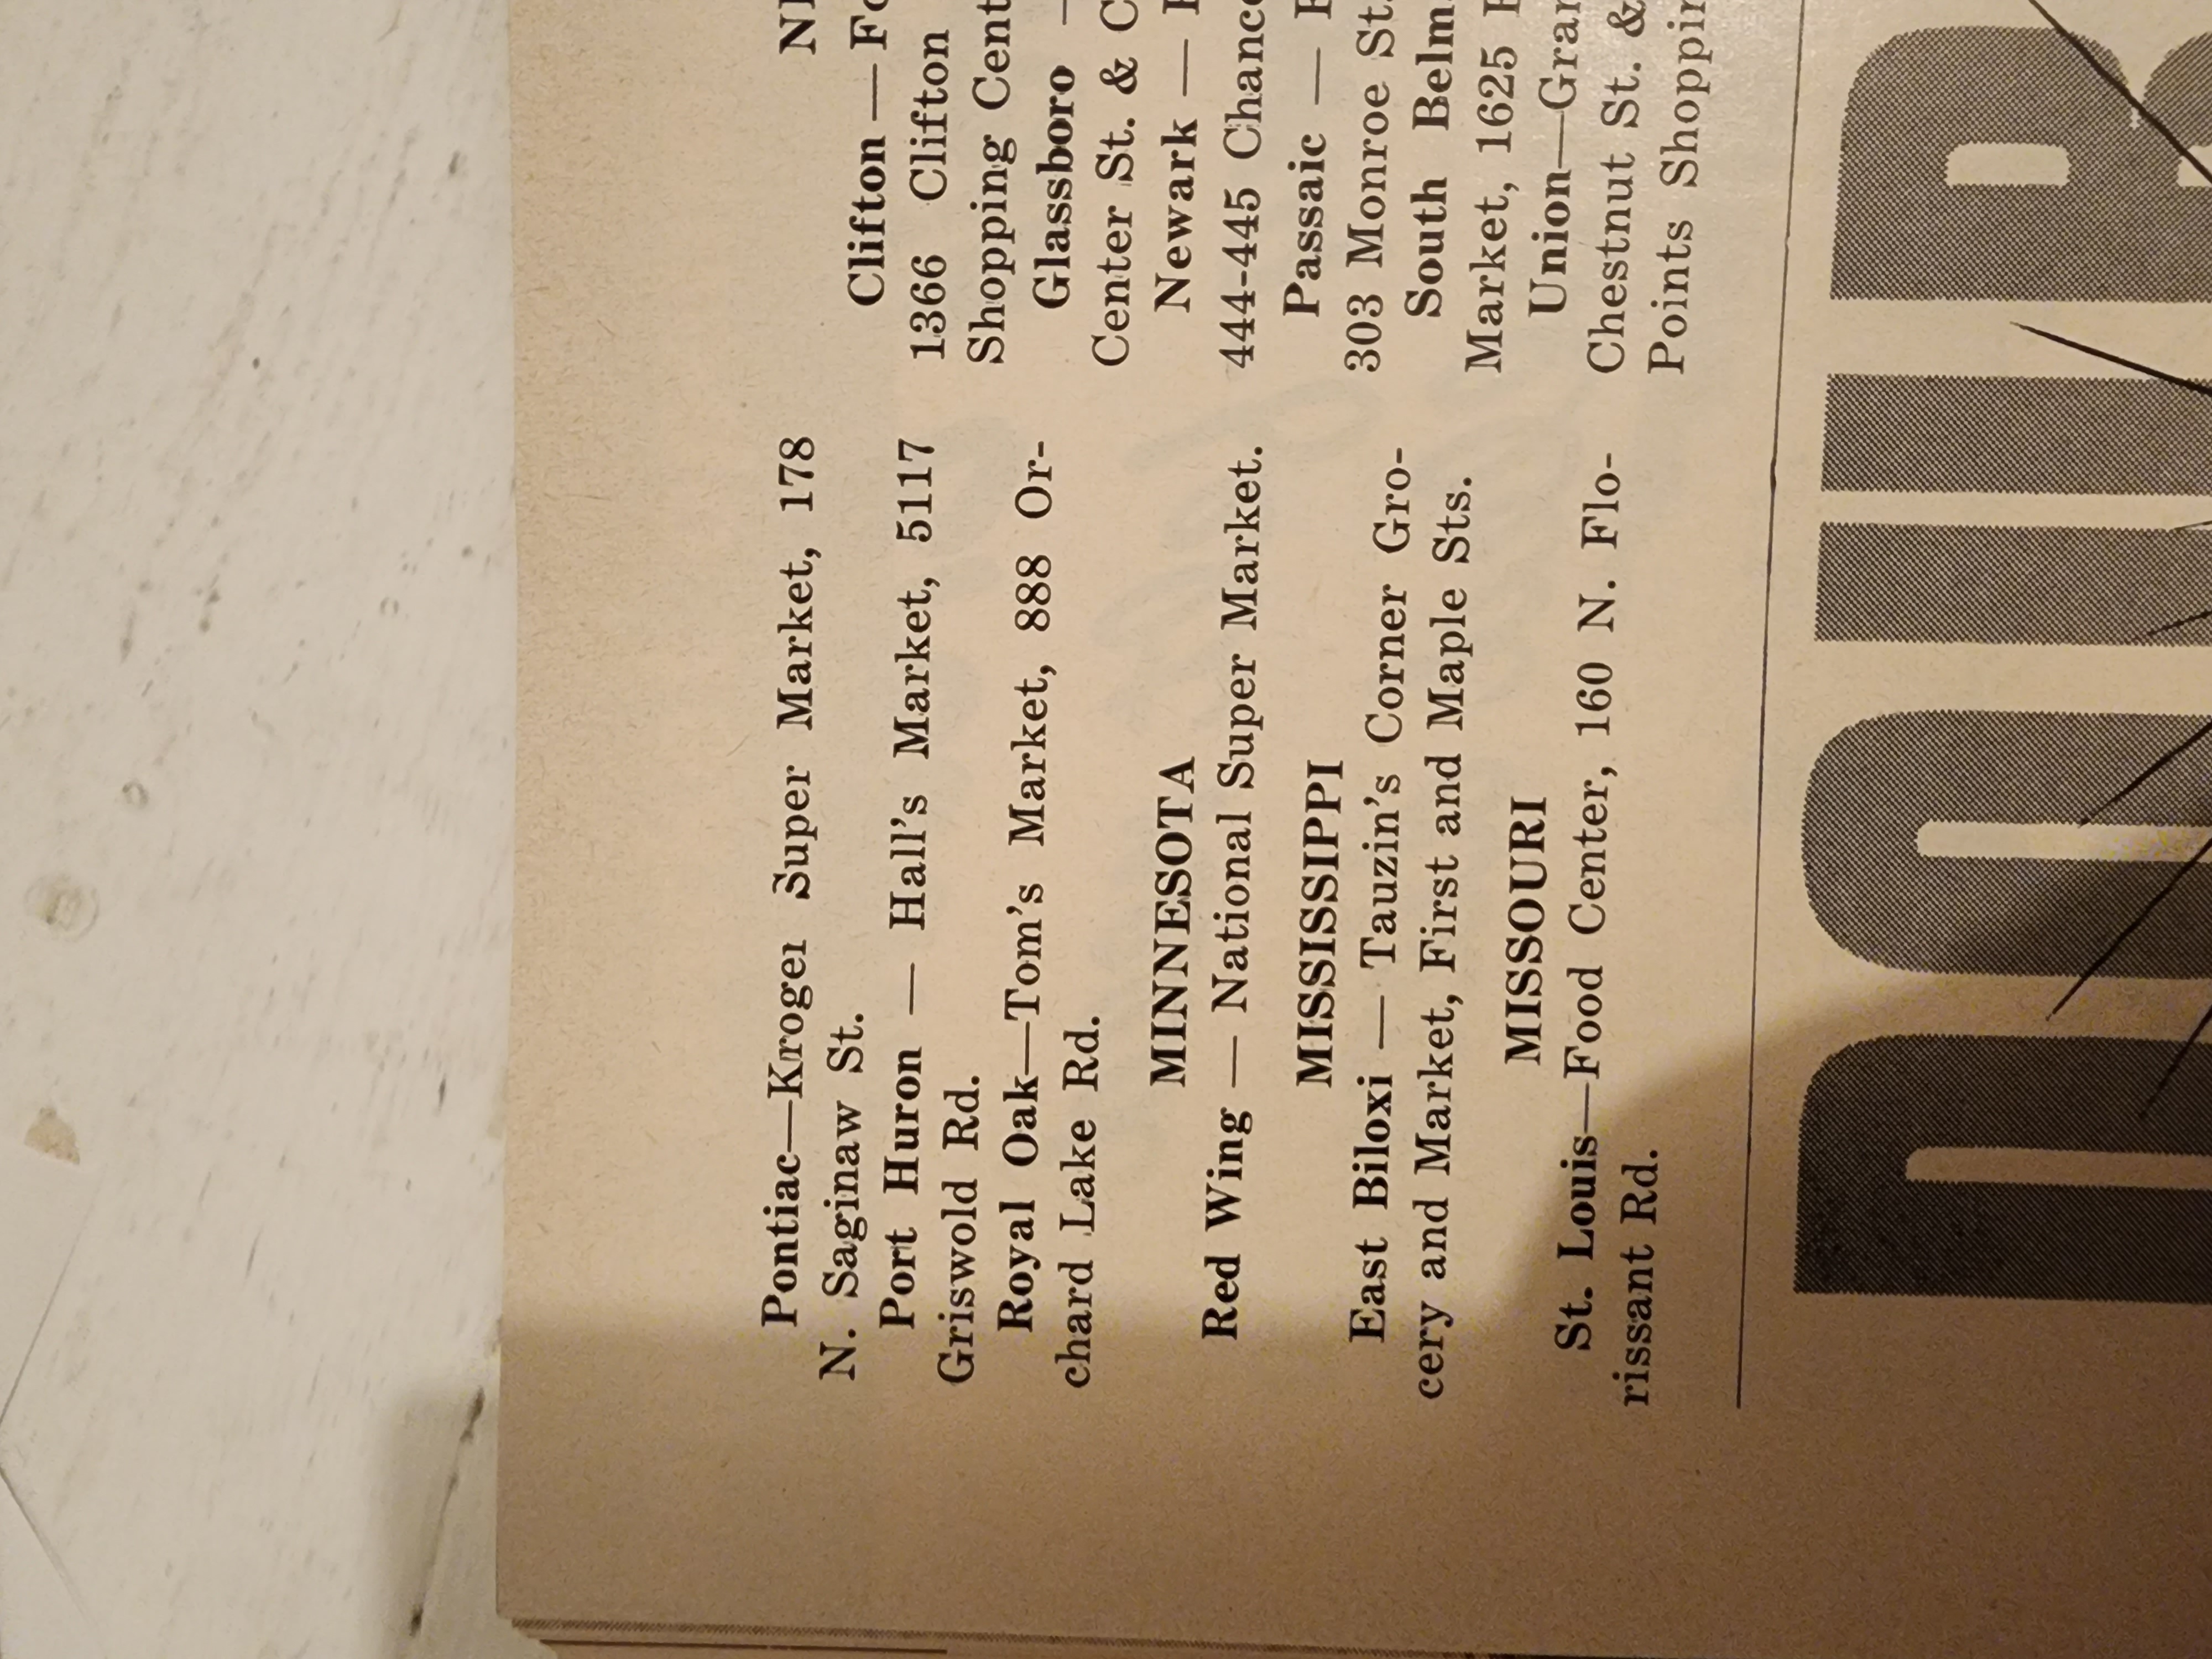 Pontiac—Kroger Super Market, 178
N. Saginaw St.
Port Huron — Hall's Market, 5117
Griswold Rd.
Royal Oak—Tom's Market, 888 Or-
chard Lake Rd.
MINNESOTA
Red Wing — National Super Market.
MISSISSIPPI
East Biloxi — Tauzin's Corner Gro-
cery and Market, First and Maple Sts.
MISSOURI
St. Louis—Food Center, 160 N. Flo-
rissant Rd.
Clifton —
1366 Clifton
Shopping
Glassboro —
Center St. &
Newark —
444-445
Passaic —
303 Monroe St.
South
Market, 1625
Union—
Chestnut St. &
Points